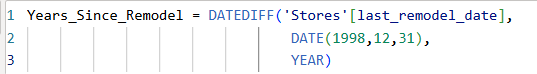 1 Years_Since_Remodel = DATEDIFF('Stores'[last_remodel_date],
2 DATE(1998,12,31),
3 YEAR)